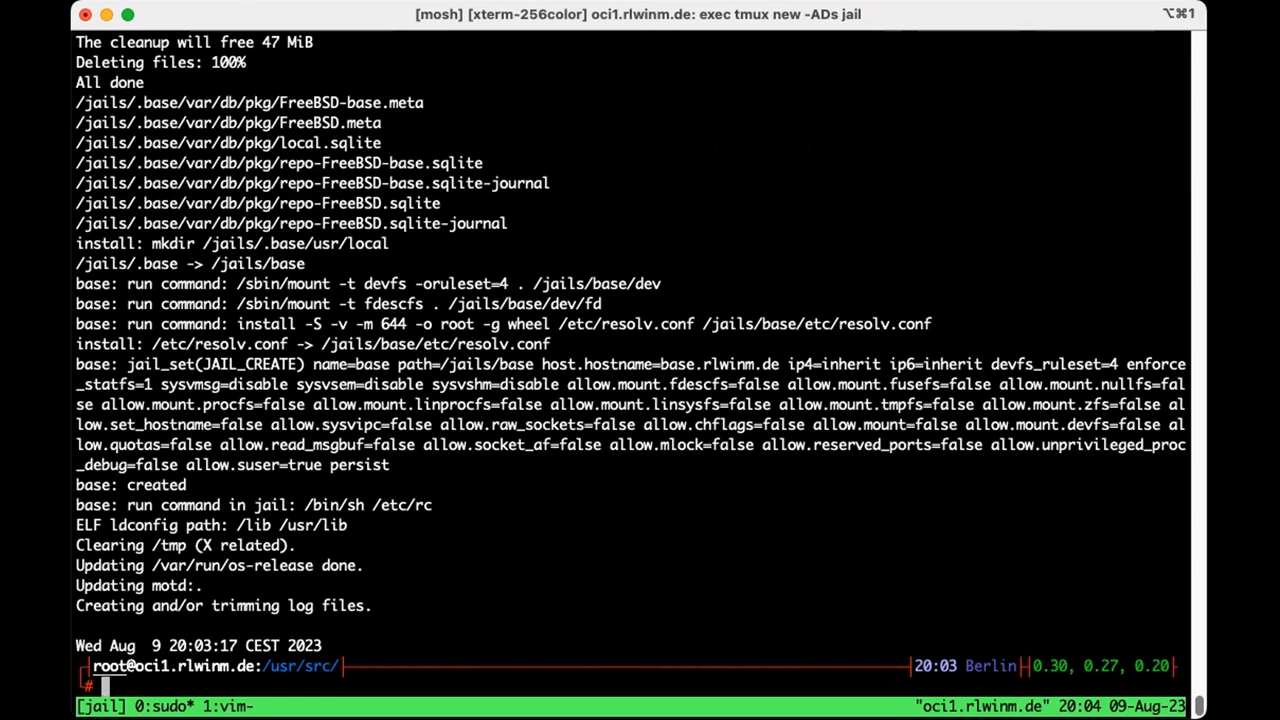 [mosh] [xterm-256color] oci1.rlwinm.de: exec tmux new -ADs jail
⌥⌘1
The cleanup will free 47 MiB
Deleting files: 100%
All done
/jails/.base/var/db/pkg/FreeBSD-base.meta
/jails/.base/var/db/pkg/FreeBSD.meta
/jails/.base/var/db/pkg/local.sqlite
/jails/.base/var/db/pkg/repo-FreeBSD-base.sqlite
/jails/.base/var/db/pkg/repo-FreeBSD-base.sqlite-journal
/jails/.base/var/db/pkg/repo-FreeBSD.sqlite
/jails/.base/var/db/pkg/repo-FreeBSD.sqlite-journal
install: mkdir /jails/.base/usr/local
/jails/.base -> /jails/base
base: run command: /sbin/mount -t devfs -oruleset=4 . /jails/base/dev
base: run command: /sbin/mount -t fdescfs . /jails/base/dev/fd
base: run command: install -S -v -m 644 -o root -g wheel /etc/resolv.conf /jails/base/etc/resolv.conf
install: /etc/resolv.conf -> /jails/base/etc/resolv.conf
base: jail_set(JAIL_CREATE) name=base path=/jails/base host.hostname=base.rlwinm.de ip4=inherit ip6=inherit devfs_ruleset=4 enforce
_statfs=1 sysvmsg=disable sysvsem=disable sysvshm=disable allow.mount.fdescfs=false allow.mount.fusefs=false allow.mount.nullfs=fal
se allow.mount.procfs=false allow.mount.linprocfs=false allow.mount.linsysfs=false allow.mount.tmpfs=false allow.mount.zfs=false al
low.set_hostname=false allow.sysvipc=false allow.raw_sockets=false allow.chflags=false allow.mount=false allow.mount.devfs=false al
low.quotas=false allow.read_msgbuf=false allow.socket_af=false allow.mlock=false allow.reserved_ports=false allow.unprivileged_proc
_debug=false allow.suser=true persist
base: created
base: run command in jail: /bin/sh /etc/rc
ELF ldconfig path: /lib /usr/lib
Clearing /tmp (X related).
Updating /var/run/os-release done.
Updating motd:.
Creating and/or trimming log files.
Wed Aug  9 20:03:17 CEST 2023
root@oci1.rlwinm.de:/usr/src/ 20:03 Berlin 0.30, 0.27, 0.20
#
[jail] 0:sudo* 1:vim- "oci1.rlwinm.de" 20:04 09-Aug-23